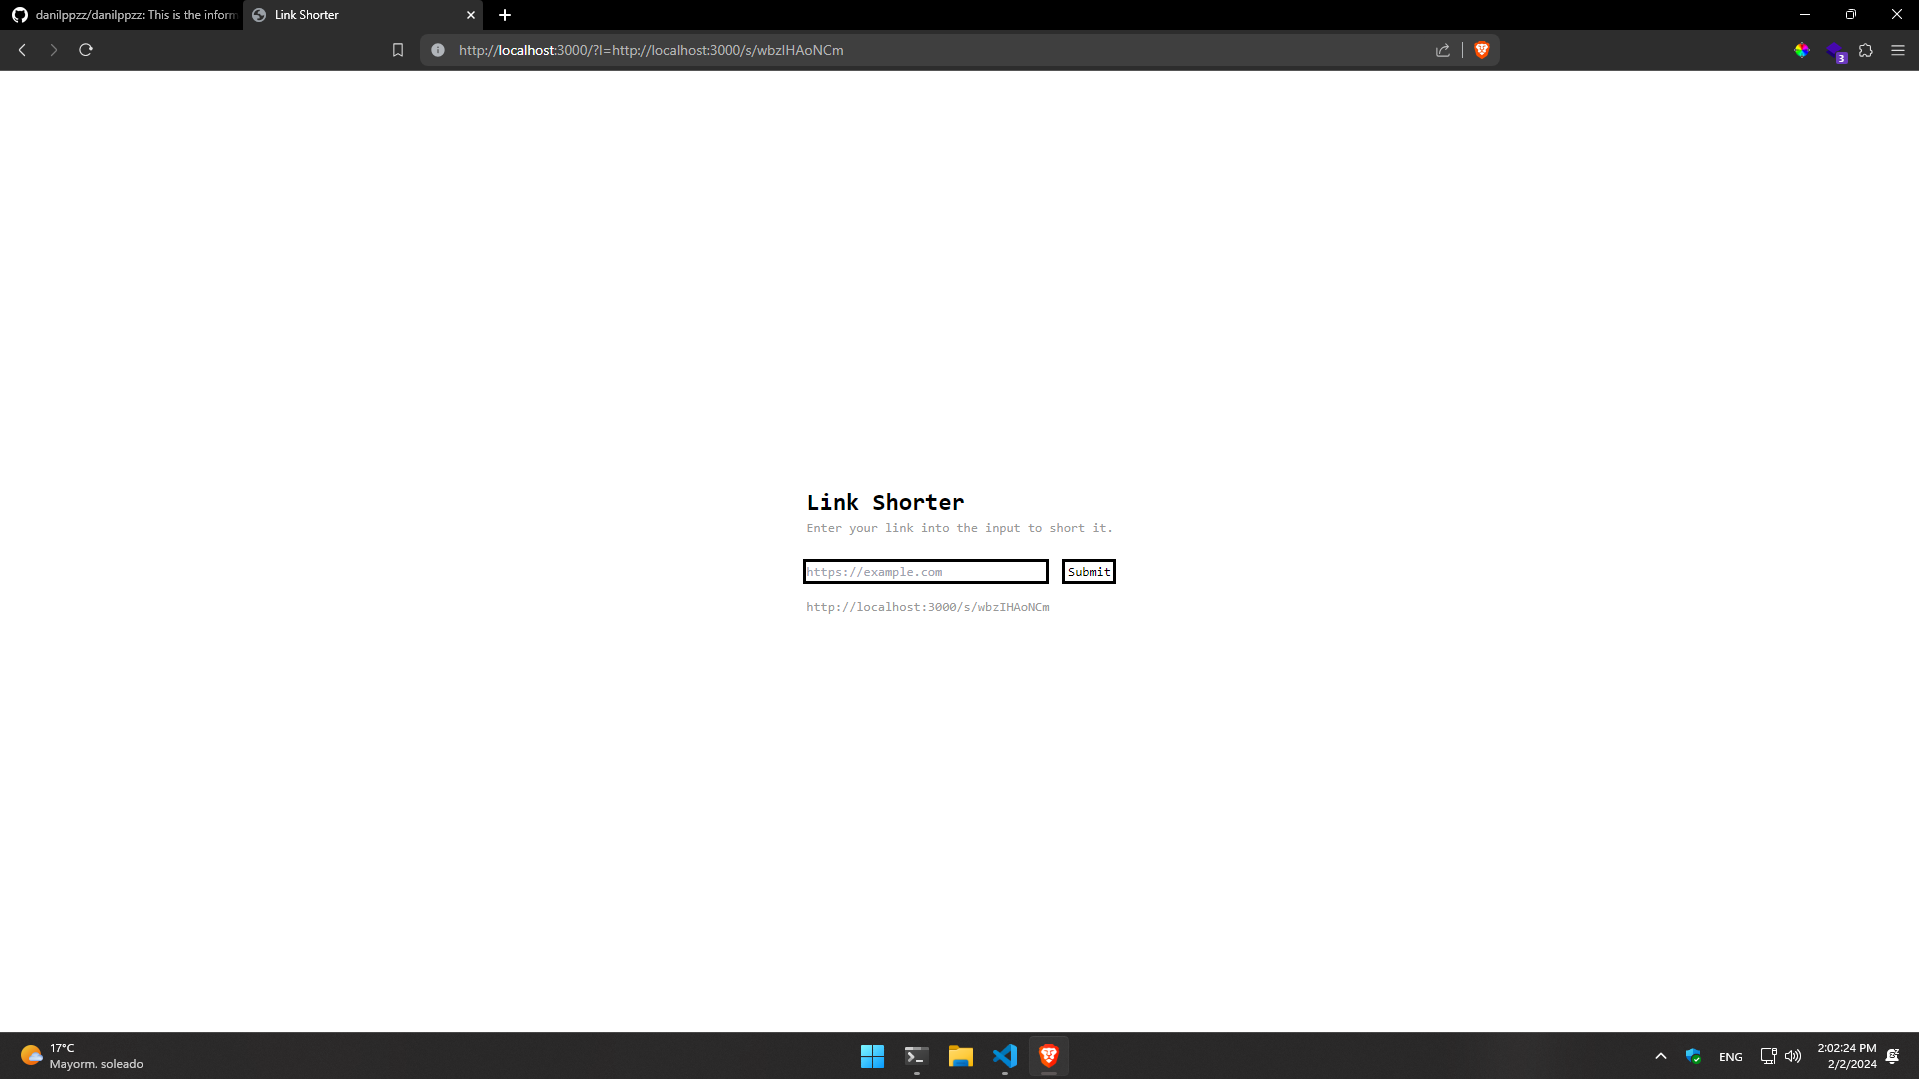 danilppzz/danilppzz: This is the inform
Link Shorter
http://localhost:3000/?l=http://localhost:3000/s/wbzIHAoNCm
3
Link Shorter
Enter your link into the input to short it.
https://example.com
Submit
http://localhost:3000/s/wbzIHAoNCm
17°C
Mayorm. soleado
ENG
2:02:24 PM
2/2/2024